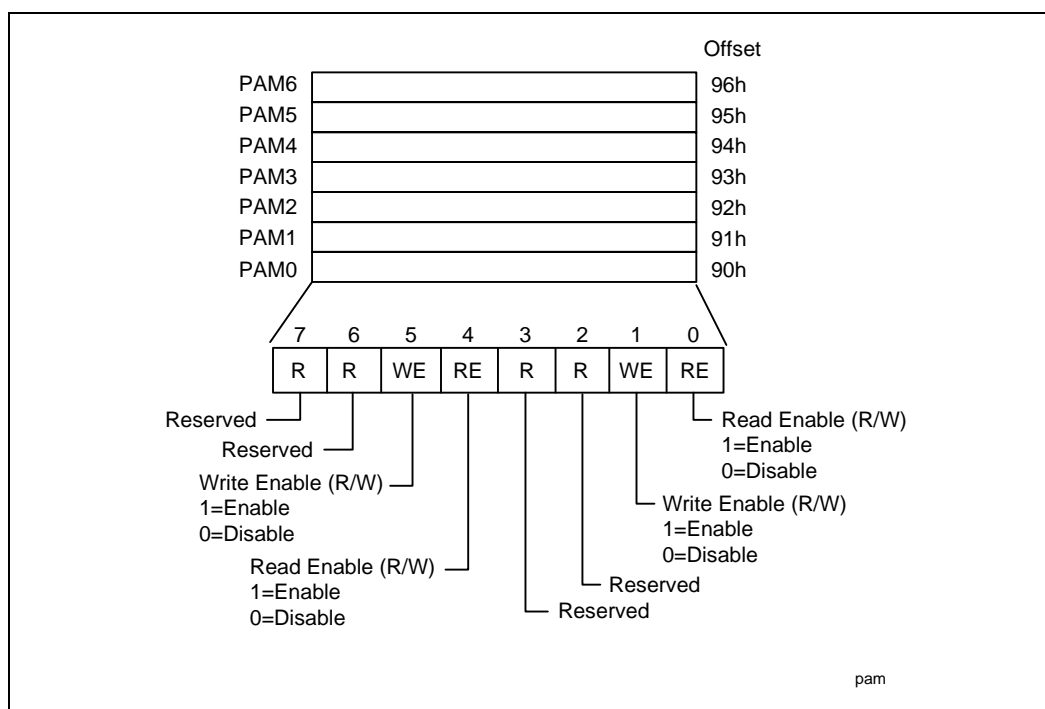 Offset
PAM6 96h
PAM5 95h
PAM4 94h
PAM3 93h
PAM2 92h
PAM1 91h
PAM0 90h
7 6 5 4 3 2 1 0
R R WE RE R R WE RE
Reserved
Reserved
Write Enable (R/W)
1=Enable
0=Disable
Read Enable (R/W)
1=Enable
0=Disable
Read Enable (R/W)
1=Enable
0=Disable
Write Enable (R/W)
1=Enable
0=Disable
Reserved
Reserved
pam